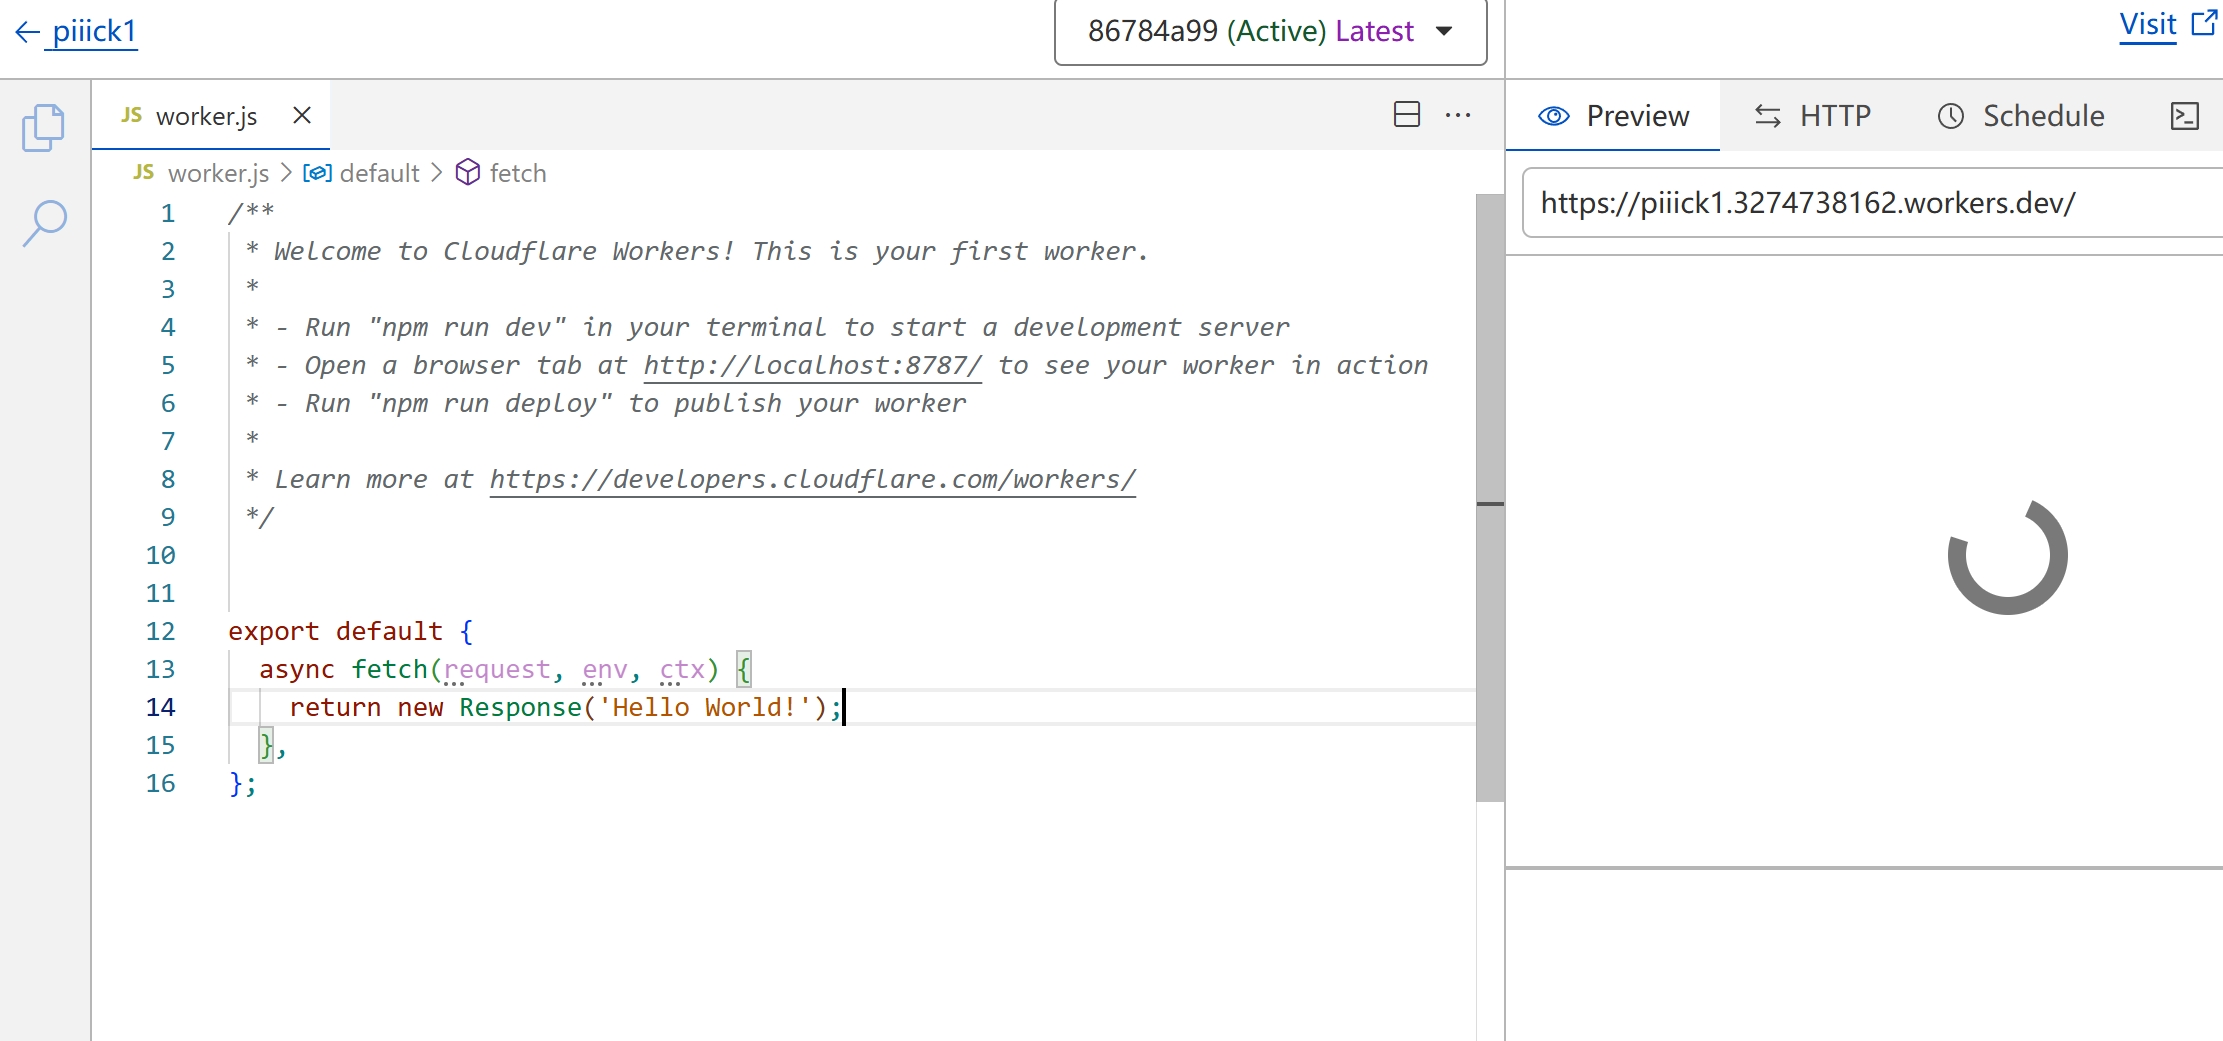 piiick1
86784a99 (Active) Latest
Visit
JS worker.js
Preview
HTTP
Schedule
JS worker.js > default > fetch
https://piiick1.3274738162.workers.dev/
1 /**
2 * Welcome to Cloudflare Workers! This is your first worker.
3 *
4 * - Run "npm run dev" in your terminal to start a development server
5 * - Open a browser tab at http://localhost:8787/ to see your worker in action
6 * - Run "npm run deploy" to publish your worker
7 *
8 * Learn more at https://developers.cloudflare.com/workers/
9 */
10
11
12 export default {
13 async fetch(request, env, ctx) {
14 return new Response('Hello World!');
15 },
16 };